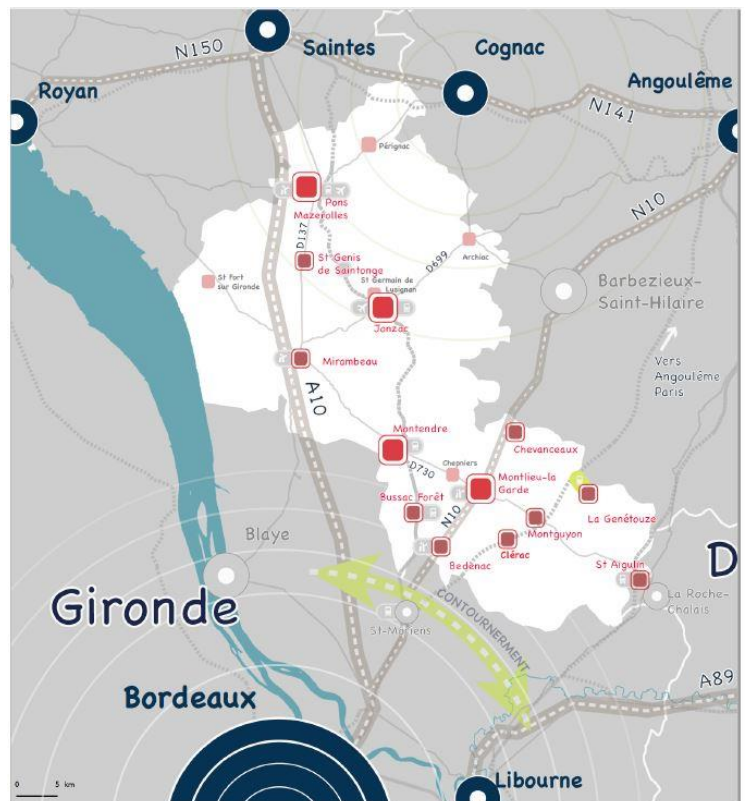 N150
Saintes
Cognac
Royan
Angoulême
N141
Pérignac
Pons
Mazerolles
N10
D137
St Genis
de Saintonge
Archiac
D699
St Fort
sur Gironde
St Germain de
Lusignan
Jonzac
Barbezieux-
Saint-Hilaire
Mirambeau
Vers
Angoulême
Paris
A10
Montendre
Chevanceaux
D730
Chepniers
Montlieu-la
Garde
Bussac Forêt
N10
La Genétouze
Montguyon
Clérac
Bedenac
St Aigulin
Blaye
D
La Roche-
Chalais
Gironde
St-Mariens
CONTOURNERMENT
A89
Bordeaux
Libourne
0 5 km